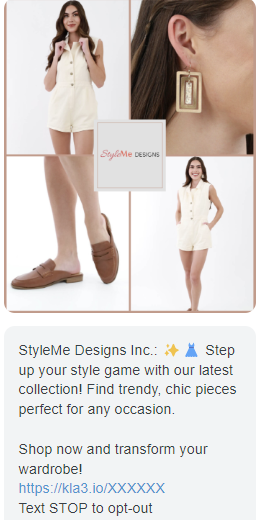 StyleMe DESIGNS
StyleMe Designs Inc.: ✨👗 Step
up your style game with our latest
collection! Find trendy, chic pieces
perfect for any occasion.
Shop now and transform your
wardrobe!
https://kla3.io/XXXXXX
Text STOP to opt-out